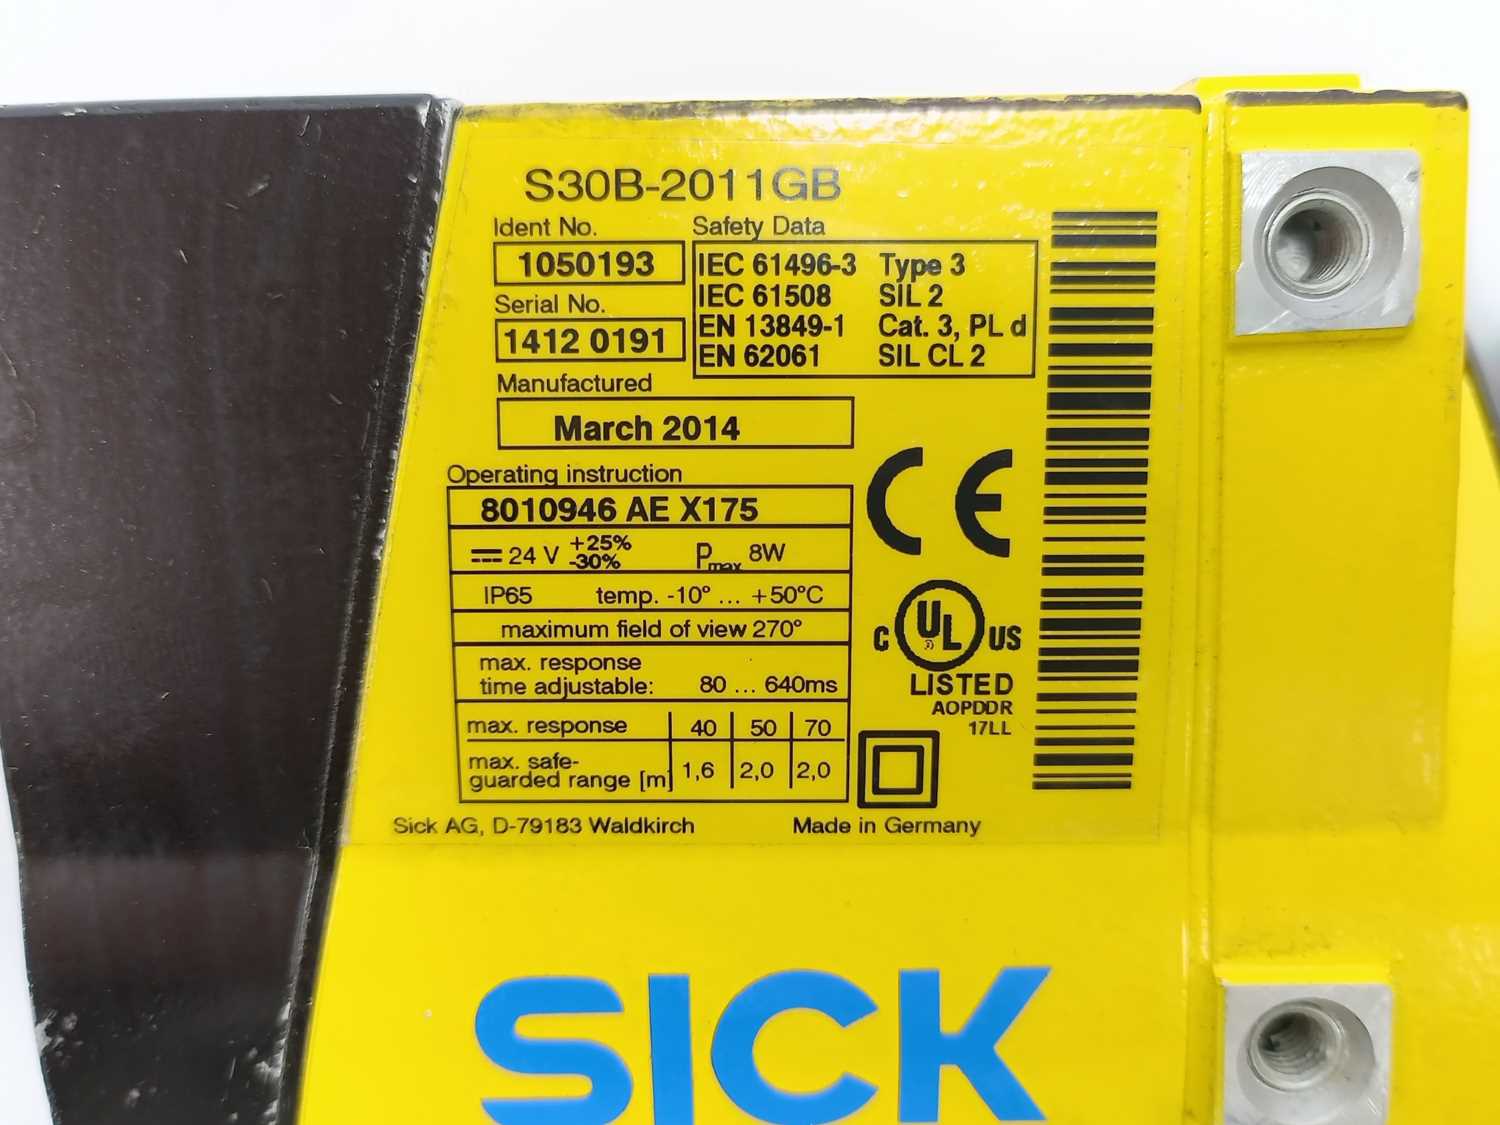 S30B-2011GB
Ident No.
1050193
Serial No.
1412 0191
Safety Data
IEC 61496-3 Type 3
IEC 61508 SIL 2
EN 13849-1 Cat. 3, PL d
EN 62061 SIL CL 2
Manufactured
March 2014
Operating instruction
8010946 AE X175
24 V +25% -30% Pmax 8W
IP65 temp. -10° ... +50°C
maximum field of view 270°
max. response
time adjustable: 80 ... 640ms
max. response 40 50 70
max. safe-
guarded range [m] 1,6 2,0 2,0
CE
C UL US
LISTED
AOPDDR
17LL
Sick AG, D-79183 Waldkirch Made in Germany
SICK